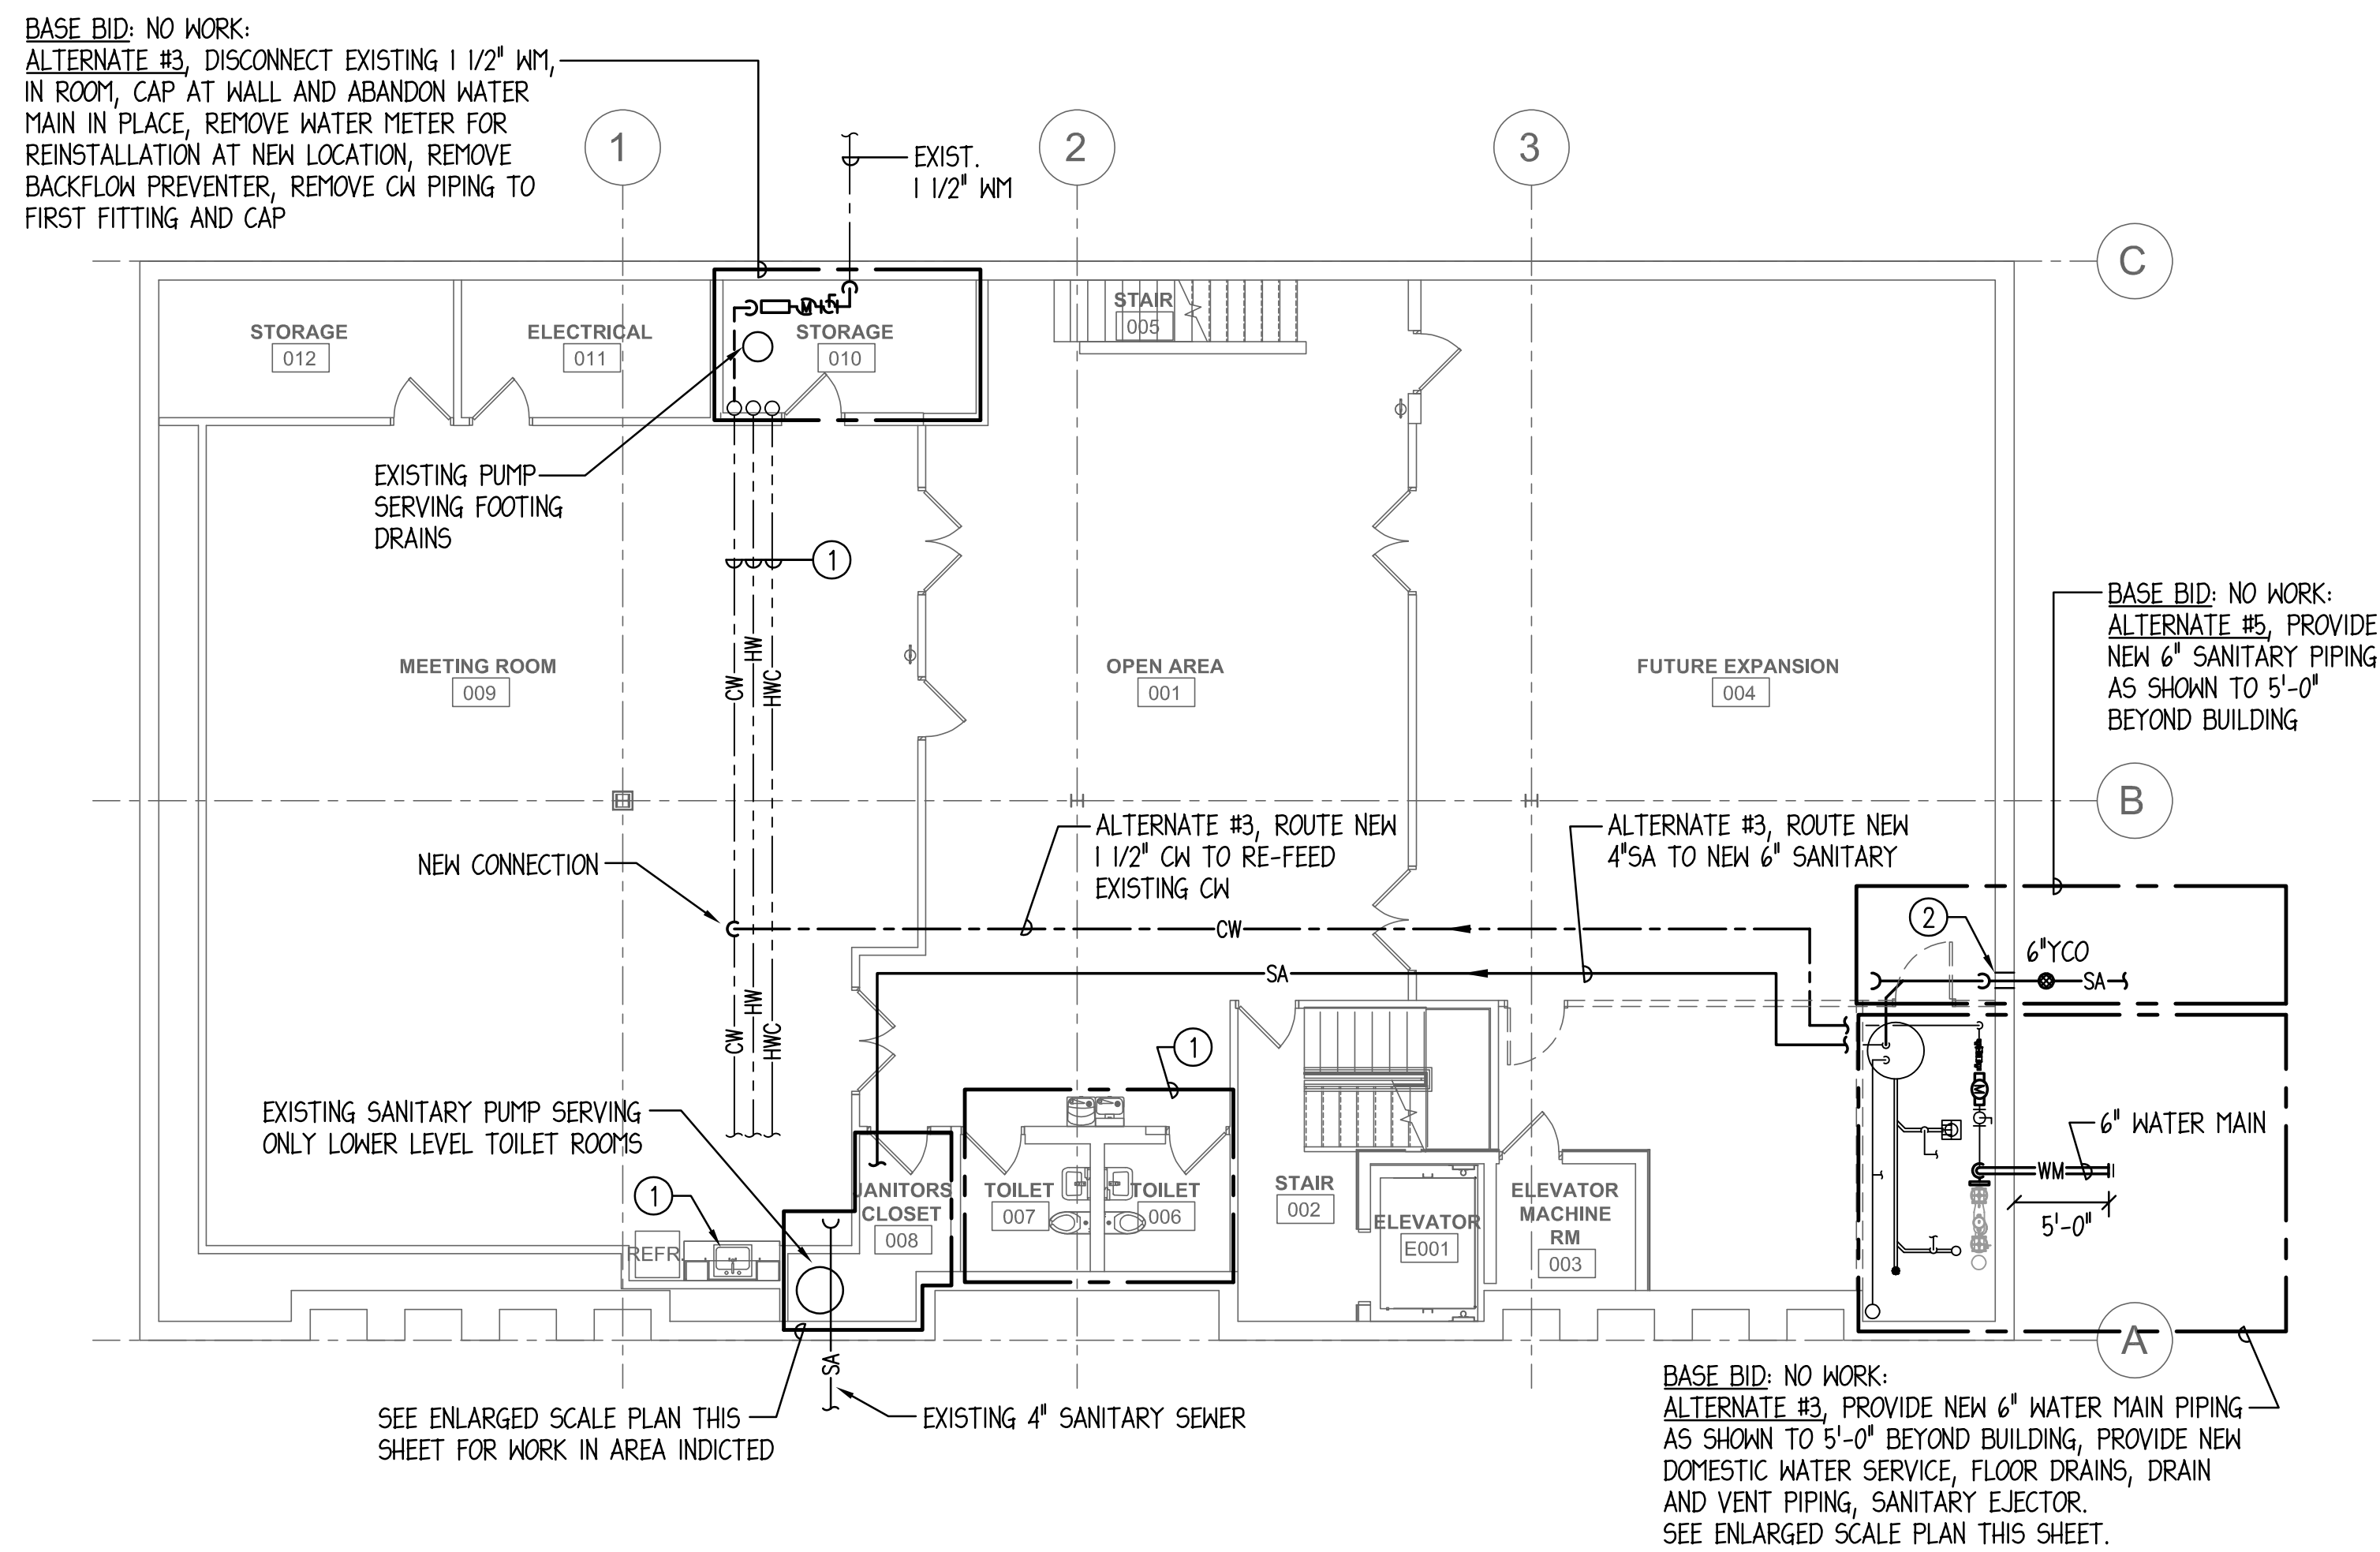 BASE BID: NO WORK:
ALTERNATE #3, DISCONNECT EXISTING 1 1/2" WM,
IN ROOM, CAP AT WALL AND ABANDON WATER
MAIN IN PLACE, REMOVE WATER METER FOR
REINSTALLATION AT NEW LOCATION, REMOVE
BACKFLOW PREVENTER, REMOVE CW PIPING TO
FIRST FITTING AND CAP
1
2
3
EXIST.
1 1/2" WM
C
STORAGE
012
ELECTRICAL
011
M
STORAGE
010
STAIR
005
EXISTING PUMP
SERVING FOOTING
DRAINS
1
MEETING ROOM
009
CW
HW
HWC
OPEN AREA
001
FUTURE EXPANSION
004
BASE BID: NO WORK:
ALTERNATE #5, PROVIDE
NEW 6" SANITARY PIPING
AS SHOWN TO 5'-0"
BEYOND BUILDING
B
NEW CONNECTION
ALTERNATE #3, ROUTE NEW
1 1/2" CW TO RE-FEED
EXISTING CW
ALTERNATE #3, ROUTE NEW
4"SA TO NEW 6" SANITARY
CW
SA
2
6"YCO
SA
CW
HW
HWC
1
EXISTING SANITARY PUMP SERVING
ONLY LOWER LEVEL TOILET ROOMS
1
REFR.
JANITORS
CLOSET
008
TOILET
007
TOILET
006
STAIR
002
ELEVATOR
E001
ELEVATOR
MACHINE
RM
003
M
6" WATER MAIN
WM
5'-0"
A
SA
SEE ENLARGED SCALE PLAN THIS
SHEET FOR WORK IN AREA INDICTED
EXISTING 4" SANITARY SEWER
BASE BID: NO WORK:
ALTERNATE #3, PROVIDE NEW 6" WATER MAIN PIPING
AS SHOWN TO 5'-0" BEYOND BUILDING, PROVIDE NEW
DOMESTIC WATER SERVICE, FLOOR DRAINS, DRAIN
AND VENT PIPING, SANITARY EJECTOR.
SEE ENLARGED SCALE PLAN THIS SHEET.